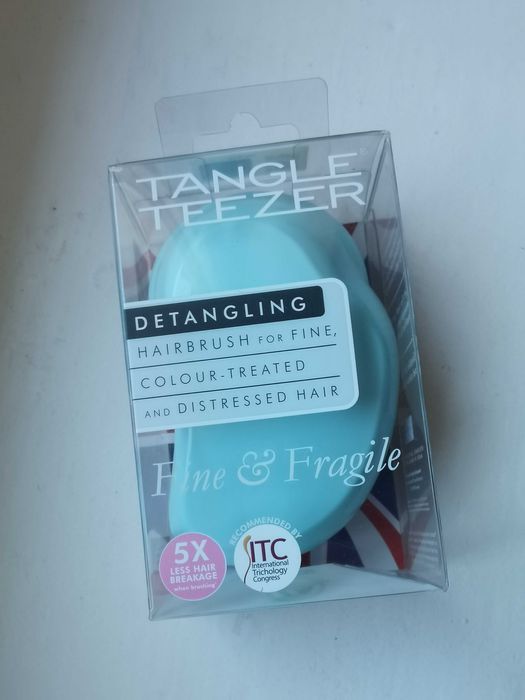 TANGLE
TEEZER
DETANGLING
HAIRBRUSH FOR FINE,
COLOUR-TREATED
AND DISTRESSED HAIR
Fine & Fragile
5X
LESS HAIR
BREAKAGE
when brushing
RECOMMENDED BY
ITC
International
Trichology
Congress